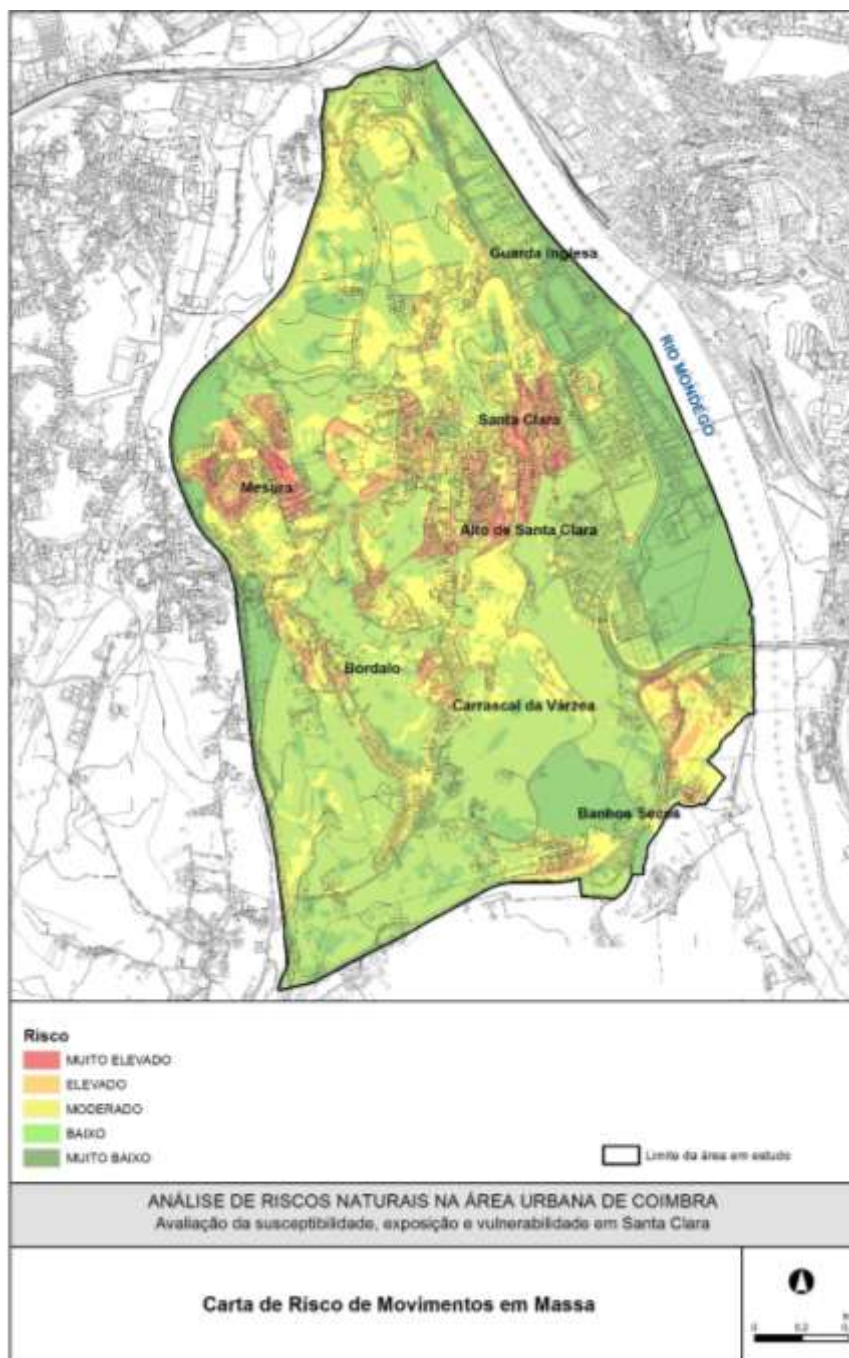 Guarda Inglesa
RIO MONDEGO
Santa Clara
Mesura
Alto de Santa Clara
Bordalo
Carrascal da Várzea
Banhos Secos
Risco
MUITO ELEVADO
ELEVADO
MODERADO
BAIXO
MUITO BAIXO
Limite da área em estudo
ANÁLISE DE RISCOS NATURAIS NA ÁREA URBANA DE COIMBRA
Avaliação da susceptibilidade, exposição e vulnerabilidade em Santa Clara
Carta de Risco de Movimentos em Massa
0 0,2